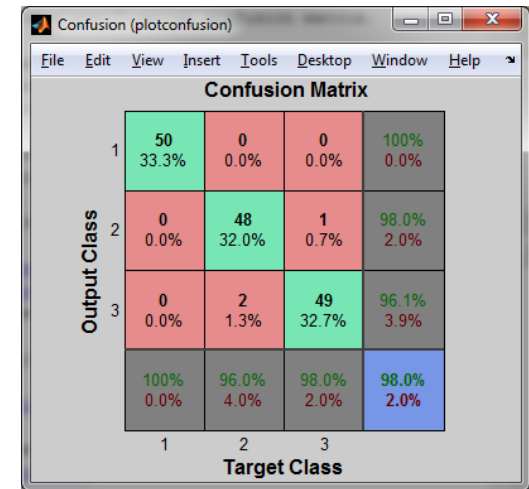 Confusion (plotconfusion)
File Edit View Insert Tools Desktop Window Help
Confusion Matrix
Output Class
1
50 0 0 100%
33.3% 0.0% 0.0% 0.0%
2
0 48 1 98.0%
0.0% 32.0% 0.7% 2.0%
3
0 2 49 96.1%
0.0% 1.3% 32.7% 3.9%
100% 96.0% 98.0% 98.0%
0.0% 4.0% 2.0% 2.0%
1 2 3
Target Class